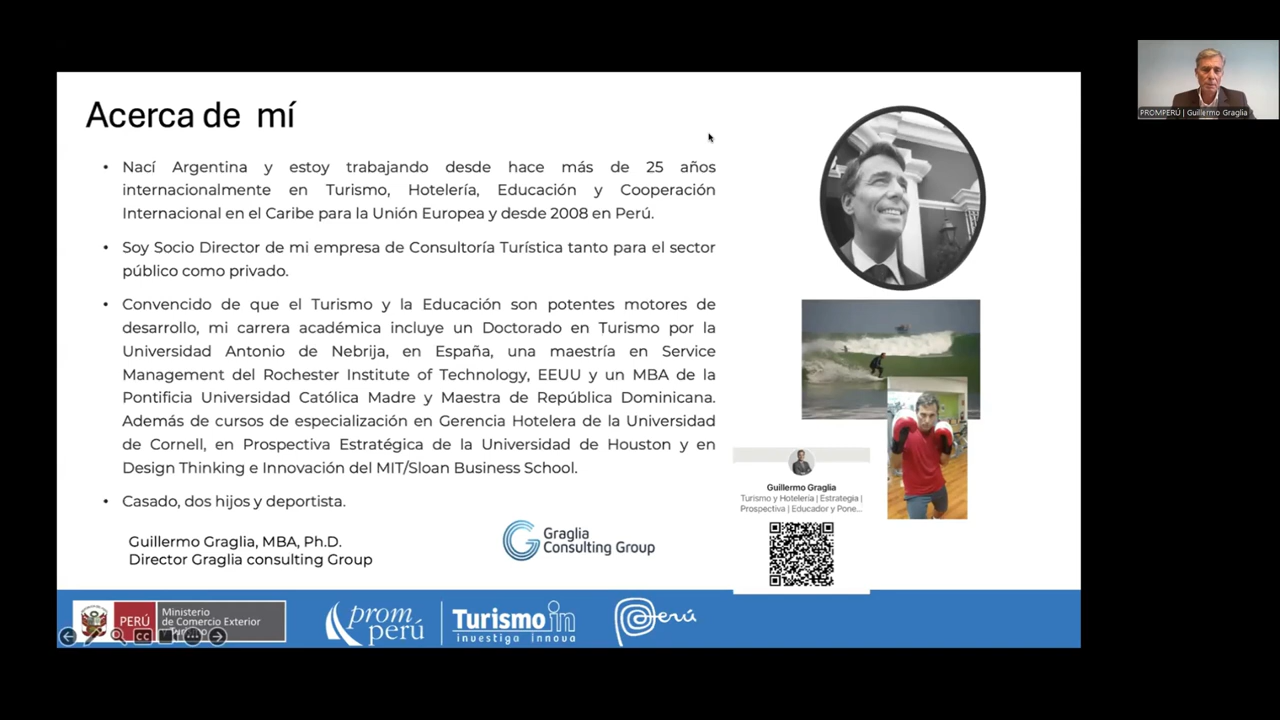 PROMPERÚ | Guillermo Graglia
Acerca de mí
• Nací Argentina y estoy trabajando desde hace más de 25 años
internacionalmente en Turismo, Hotelería, Educación y Cooperación
Internacional en el Caribe para la Unión Europea y desde 2008 en Perú.
• Soy Socio Director de mi empresa de Consultoría Turística tanto para el sector
público como privado.
• Convencido de que el Turismo y la Educación son potentes motores de
desarrollo, mi carrera académica incluye un Doctorado en Turismo por la
Universidad Antonio de Nebrija, en España, una maestría en Service
Management del Rochester Institute of Technology, EEUU y un MBA de la
Pontificia Universidad Católica Madre y Maestra de República Dominicana.
Además de cursos de especialización en Gerencia Hotelera de la Universidad
de Cornell, en Prospectiva Estratégica de la Universidad de Houston y en
Design Thinking e Innovación del MIT/Sloan Business School.
• Casado, dos hijos y deportista.
Guillermo Graglia, MBA, Ph.D.
Director Graglia consulting Group
Graglia
Consulting Group
Guillermo Graglia
Turismo y Hotelería | Estrategia |
Prospectiva | Educador y Pone...
PERÚ
Ministerio
de Comercio Exterior
CC
prom
perú
Turismo in
investiga innova
Perú